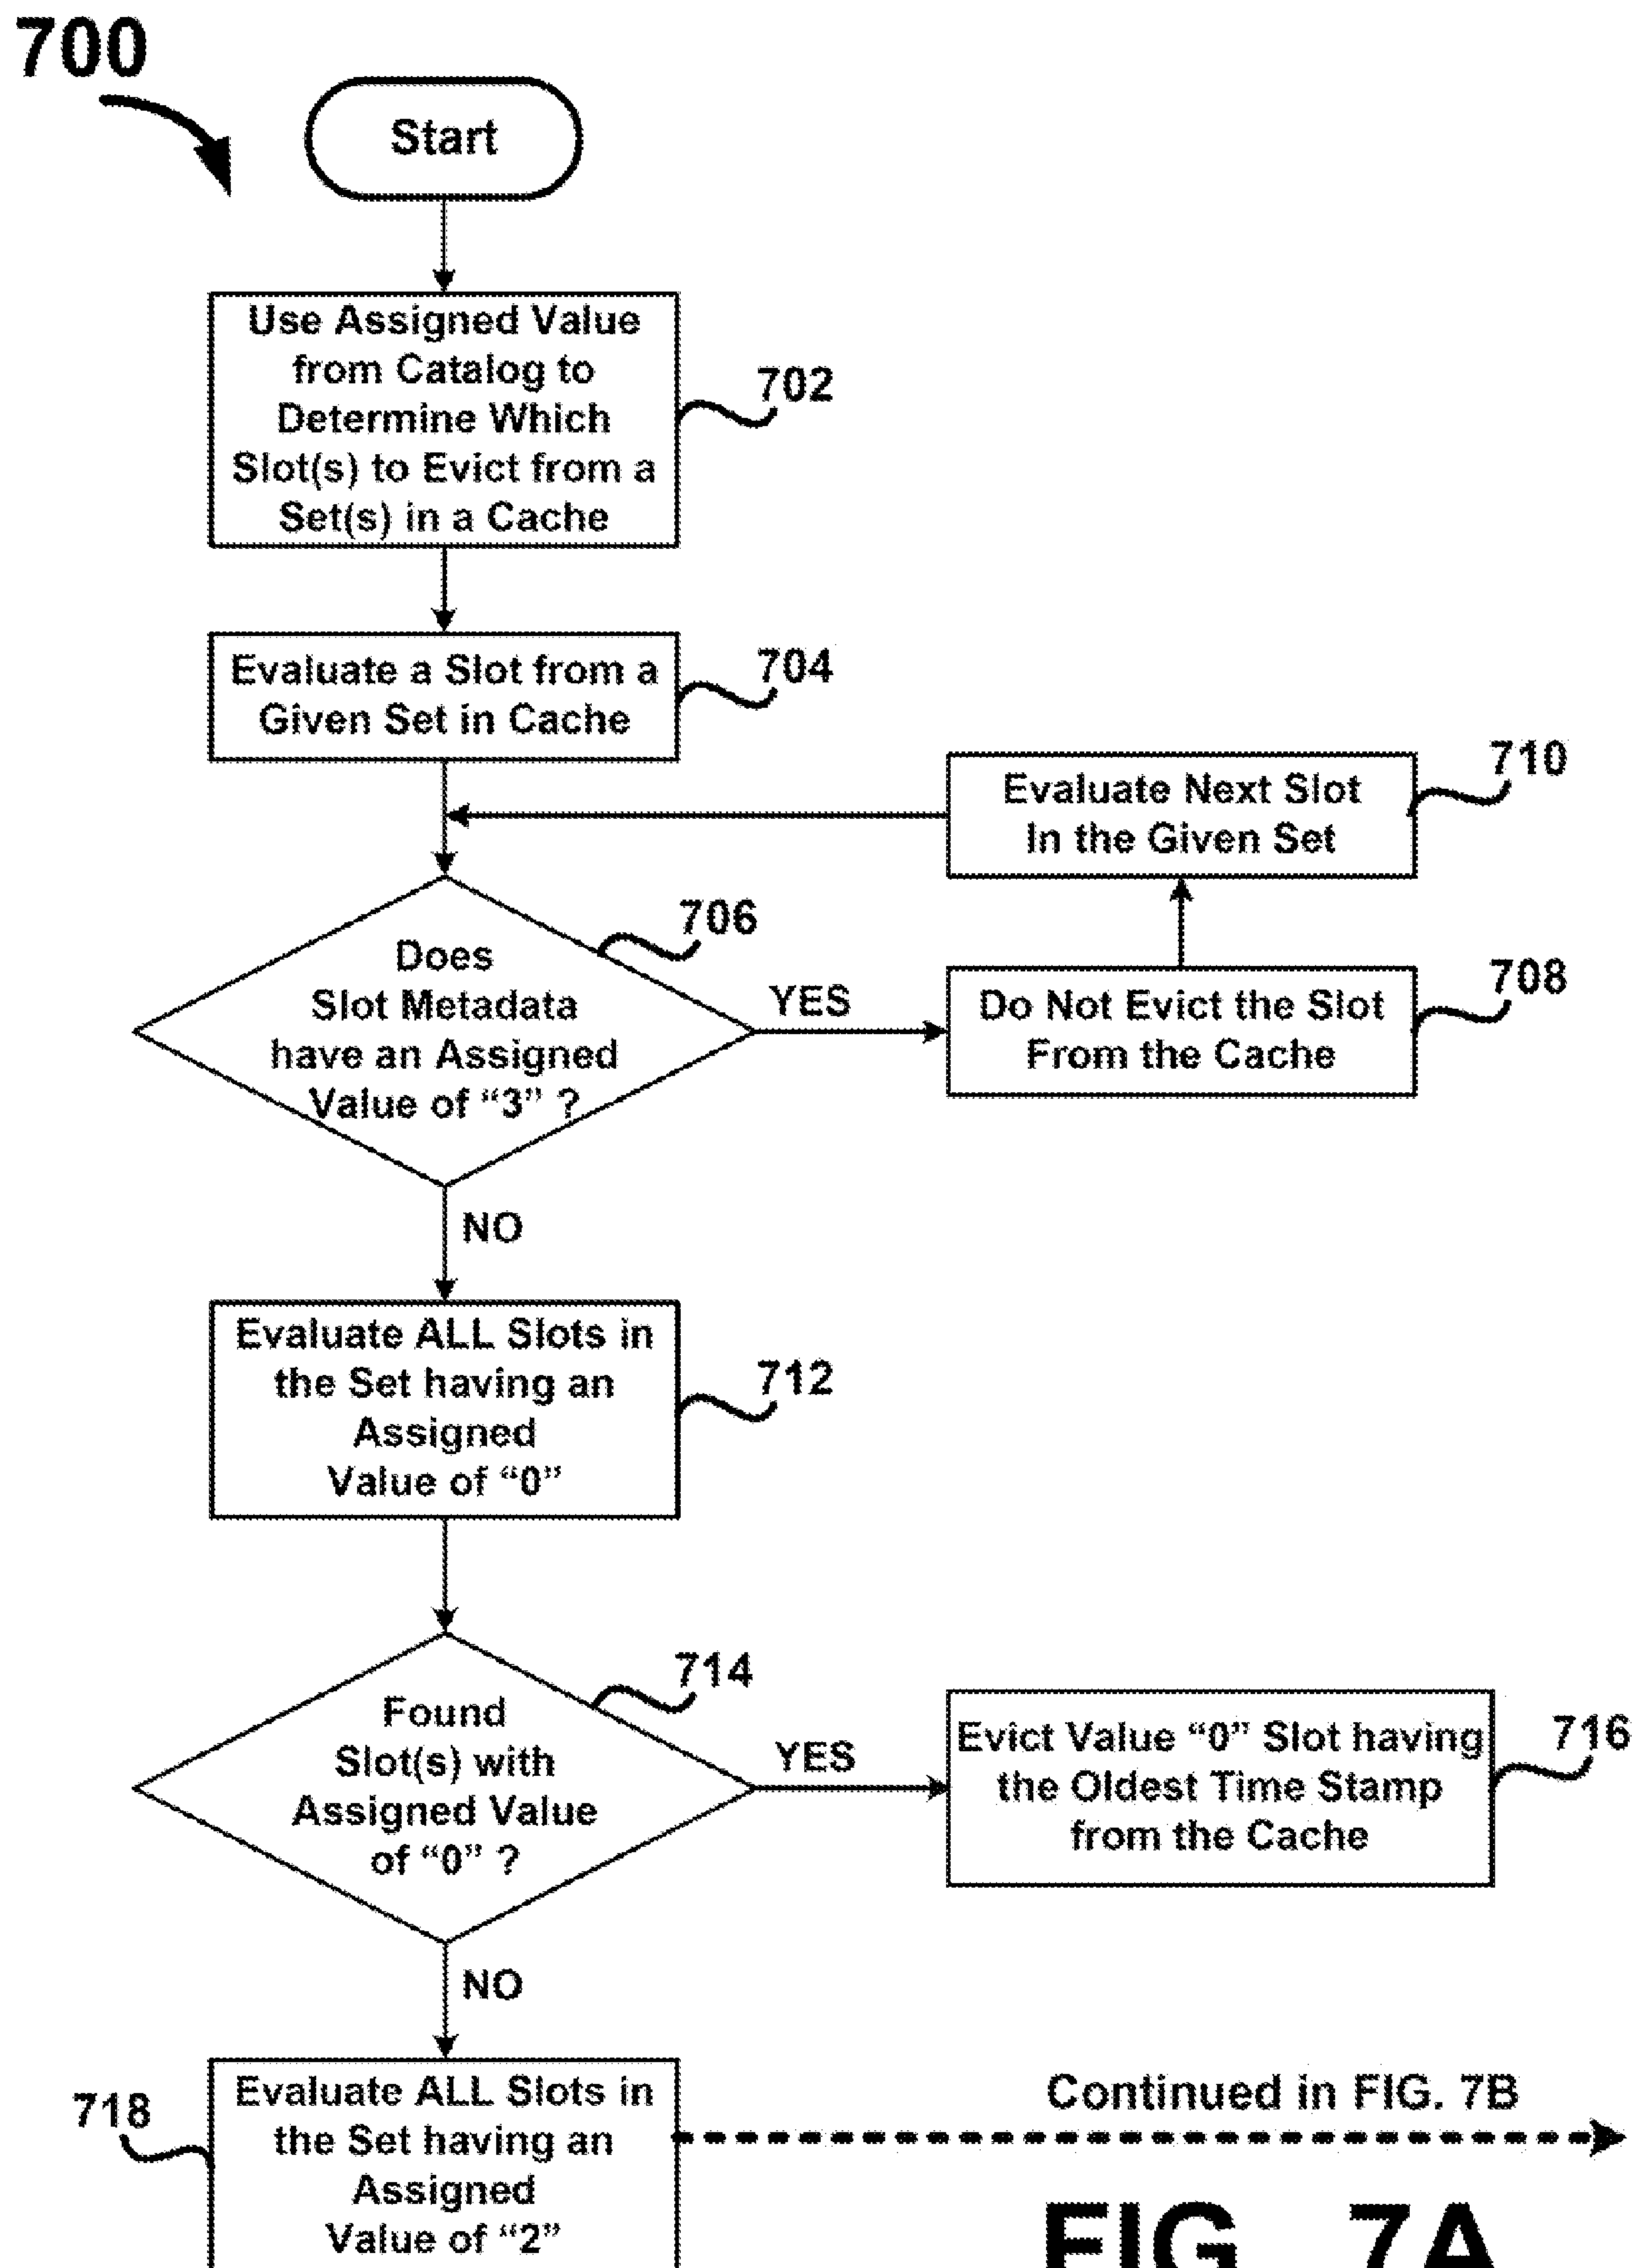 700
Start
Use Assigned Value
from Catalog to
Determine Which
Slot(s) to Evict from a
Set(s) in a Cache
702
Evaluate a Slot from a
Given Set in Cache
704
Evaluate Next Slot
In the Given Set
710
Does
Slot Metadata
have an Assigned
Value of “3” ?
706
YES
Do Not Evict the Slot
From the Cache
708
NO
Evaluate ALL Slots in
the Set having an
Assigned
Value of “0”
712
Found
Slot(s) with
Assigned Value
of “0” ?
714
YES
Evict Value “0” Slot having
the Oldest Time Stamp
from the Cache
716
NO
Evaluate ALL Slots in
the Set having an
Assigned
Value of “2”
718
Continued in FIG. 7B
FIG. 7A